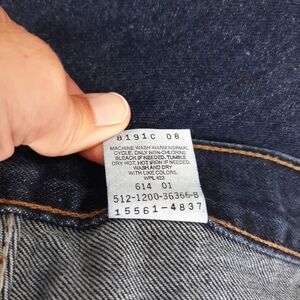 8191C 08
MACHINE WASH WARM NORMAL
CYCLE, ONLY NON-CHLORINE
BLEACH IF NEEDED. TUMBLE
DRY HOT. HOT IRON IF NEEDED.
WASH AND DRY
WITH LIKE COLORS.
WPL 423
614 01
512-1200-36366-8
15561-4837